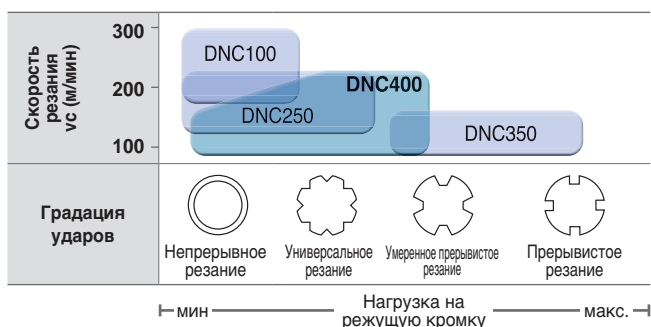 Скорость
резания
vc (м/мин)
300
200
100
DNC100
DNC400
DNC250
DNC350
Градация
ударов
Непрерывное
резание
Универсальное
резание
Умеренное прерывистое
резание
Прерывистое
резание
мин
Нагрузка на
режущую кромку
макс.